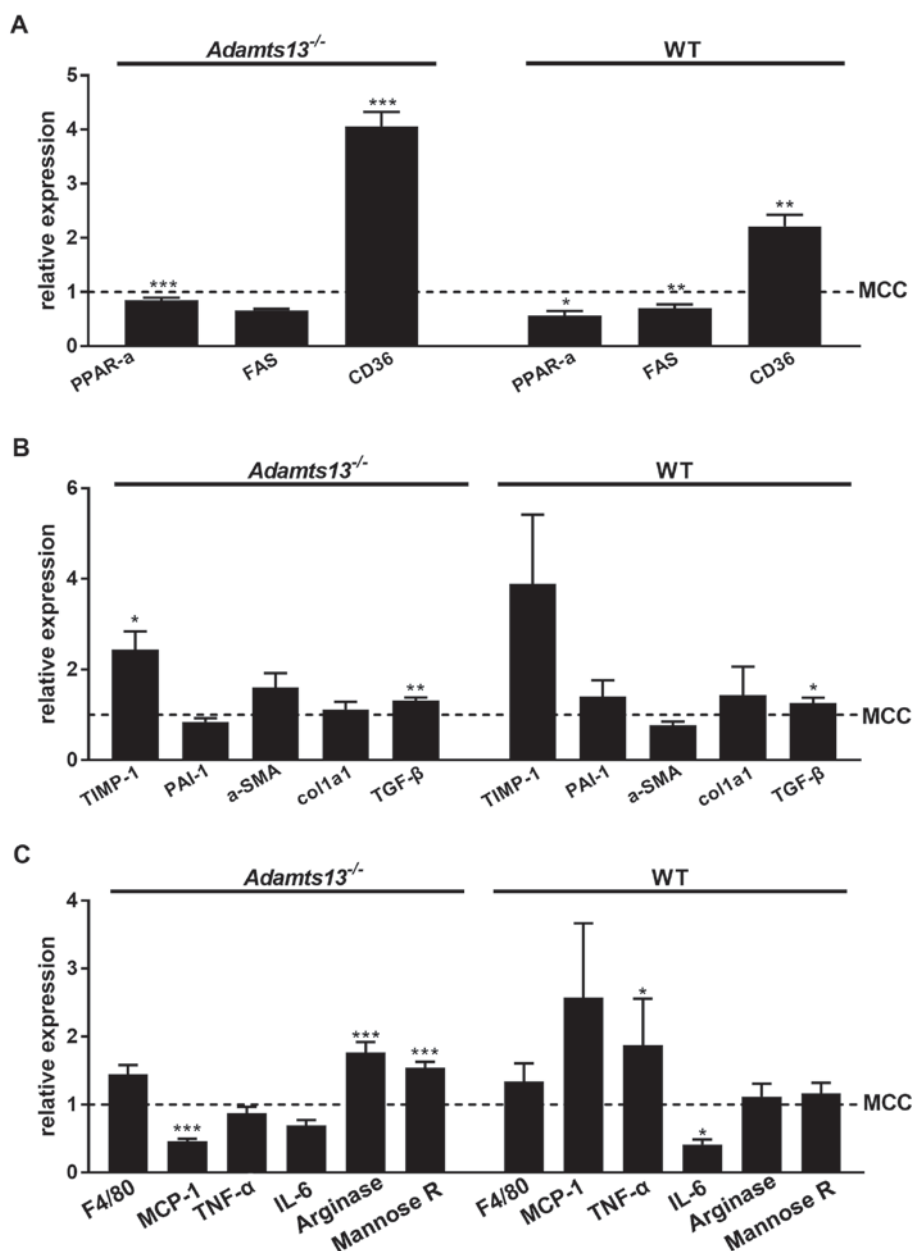 A
Adamts13-/- WT
relative expression
5
4
3
2
1
0
*** *** * ** **
MCC
PPAR-a FAS CD36 PPAR-a FAS CD36
B
Adamts13-/- WT
relative expression
6
4
2
0
* ** *
MCC
TIMP-1 PAI-1 a-SMA col1a1 TGF-β TIMP-1 PAI-1 a-SMA col1a1 TGF-β
C
Adamts13-/- WT
relative expression
4
3
2
1
0
*** *** *** * *
MCC
F4/80 MCP-1 TNF-α IL-6 Arginase Mannose R F4/80 MCP-1 TNF-α IL-6 Arginase Mannose R